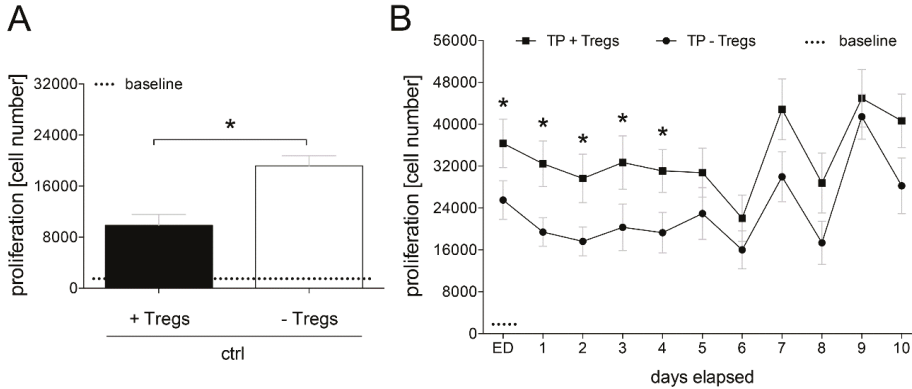 A
proliferation [cell number]
32000
24000
16000
8000
0
baseline
*
+ Tregs
- Tregs
ctrl
B
proliferation [cell number]
56000
48000
40000
32000
24000
16000
8000
0
TP + Tregs
TP - Tregs
baseline
* * * * *
ED 1 2 3 4 5 6 7 8 9 10
days elapsed